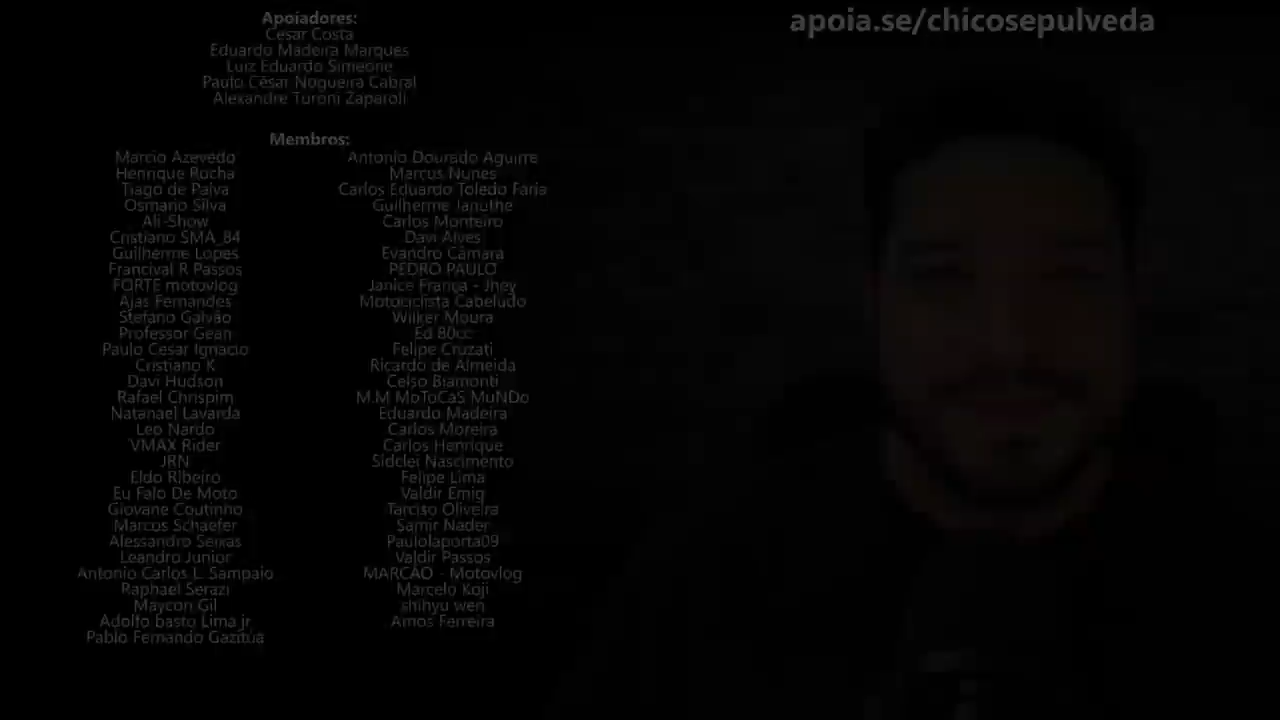 Apoiadores:
Cesar Costa
Eduardo Madeira Marques
Luiz Eduardo Simeone
Paulo César Nogueira Cabral
Alexandre Turoni Zaparoli
apoia.se/chicosepulveda
Membros:
Marcio Azevedo
Henrique Rocha
Tiago de Paiva
Osmario Silva
Ali-Show
Cristiano SMA_84
Guilherme Lopes
Francival R Passos
FORTE motovlog
Ajas Fernandes
Stefano Galvão
Professor Gean
Paulo Cesar Ignacio
Cristiano K
Davi Hudson
Rafael Chrispim
Natanael Lavarda
Leo Nardo
VMAX Rider
JRN
Eldo Ribeiro
Eu Falo De Moto
Giovane Coutinho
Marcos Schaefer
Alessandro Seixas
Leandro Junior
Antonio Carlos L. Sampaio
Raphael Serazi
Maycon Gil
Adolfo basto Lima jr
Pablo Fernando Gazitúa
Antonio Dourado Aguirre
Marcos Nunes
Carlos Eduardo Toledo Faria
Guilherme Ianuthe
Carlos Monteiro
Davi Alves
Evandro Câmara
PEDRO PAULO
Janice França - Jhey
Motociclista Cabeludo
Wilker Moura
Ed 80cc
Felipe Cruzati
Ricardo de Almeida
Celso Biamonti
M.M MoToCaS MuNDo
Eduardo Madeira
Carlos Moreira
Carlos Henrique
Sidclei Nascimento
Felipe Lima
Valdir Emig
Tarciso Oliveira
Samir Nader
Paulolaporta09
Valdir Passos
MARCÃO - Motovlog
Marcelo Koji
shihyu wen
Amos Ferreira